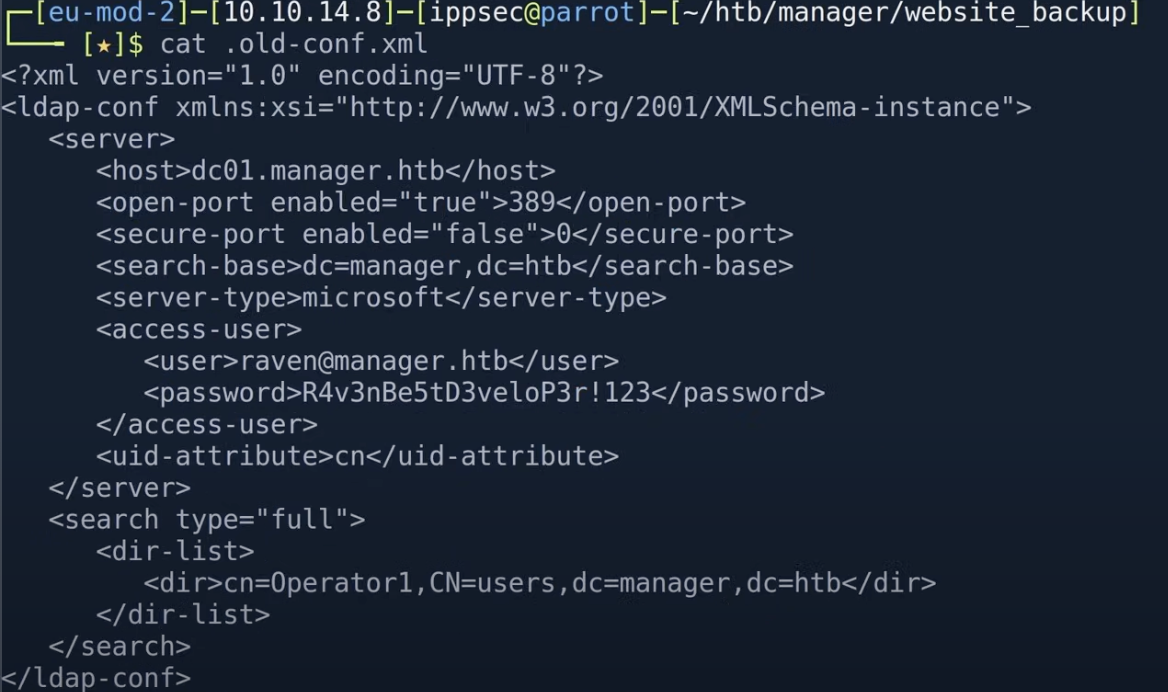 ┌─[eu-mod-2]─[10.10.14.8]─[ippsec@parrot]─[~/htb/manager/website_backup]
└──╼ [★]$ cat .old-conf.xml
<?xml version="1.0" encoding="UTF-8"?>
<ldap-conf xmlns:xsi="http://www.w3.org/2001/XMLSchema-instance">
   <server>
      <host>dc01.manager.htb</host>
      <open-port enabled="true">389</open-port>
      <secure-port enabled="false">0</secure-port>
      <search-base>dc=manager,dc=htb</search-base>
      <server-type>microsoft</server-type>
      <access-user>
         <user>raven@manager.htb</user>
         <password>R4v3nBe5tD3veloP3r!123</password>
      </access-user>
      <uid-attribute>cn</uid-attribute>
   </server>
   <search type="full">
      <dir-list>
         <dir>cn=Operator1,CN=users,dc=manager,dc=htb</dir>
      </dir-list>
   </search>
</ldap-conf>